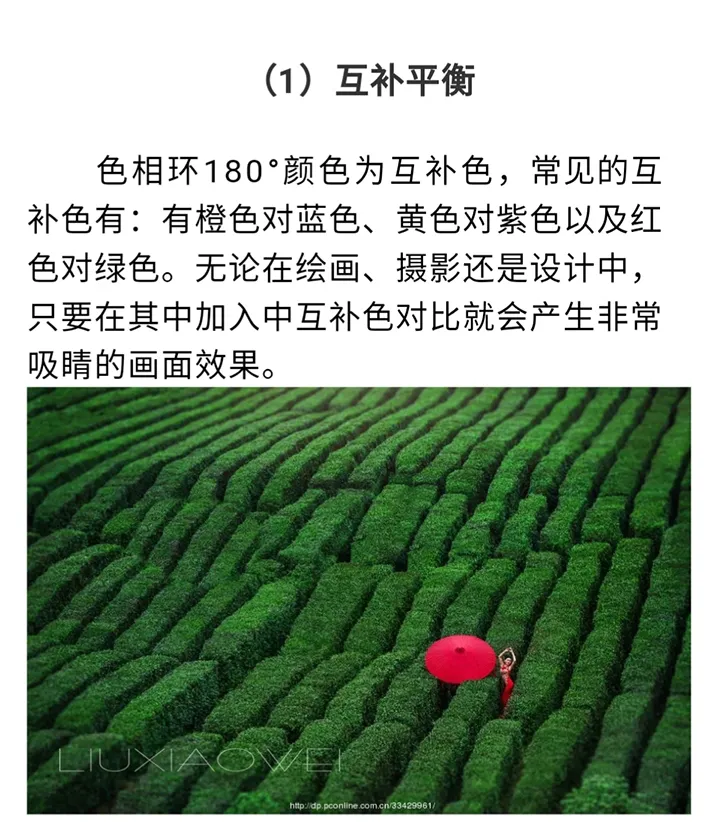 （1）互补平衡
色相环180°颜色为互补色，常见的互
补色有：有橙色对蓝色、黄色对紫色以及红
色对绿色。无论在绘画、摄影还是设计中，
只要在其中加入中互补色对比就会产生非常
吸睛的画面效果。
LIUXIAOWEI
http://dp.pconline.com.cn/33429961/